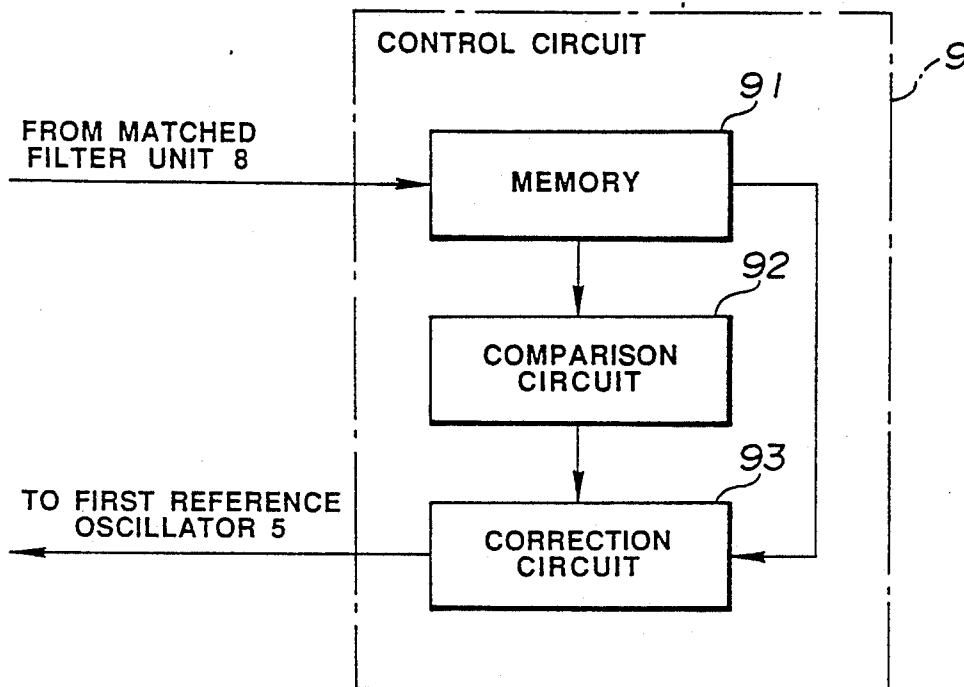 CONTROL CIRCUIT
9
91
FROM MATCHED
FILTER UNIT 8
MEMORY
92
COMPARISON
CIRCUIT
93
TO FIRST REFERENCE
OSCILLATOR 5
CORRECTION
CIRCUIT